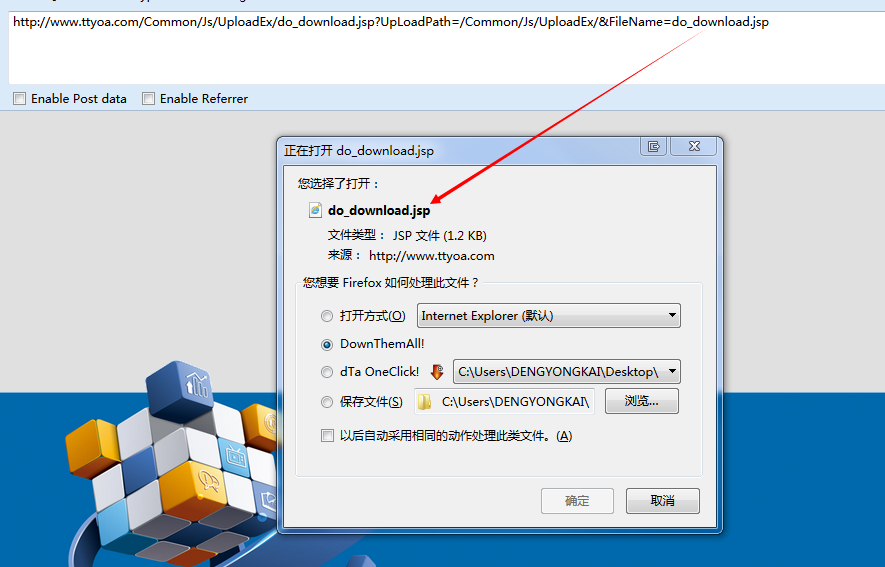 http://www.ttyoa.com/Common/Js/UploadEx/do_download.jsp?UpLoadPath=/Common/Js/UploadEx/&FileName=do_download.jsp
Enable Post data Enable Referrer
正在打开 do_download.jsp
您选择了打开：
do_download.jsp
文件类型： JSP 文件 (1.2 KB)
来源： http://www.ttyoa.com
您想要 Firefox 如何处理此文件？
打开方式(O) Internet Explorer (默认)
DownThemAll!
dTa OneClick! C:\Users\DENGYONGKAI\Desktop\
保存文件(S) C:\Users\DENGYONGKAI\ 浏览...
以后自动采用相同的动作处理此类文件。(A)
确定 取消